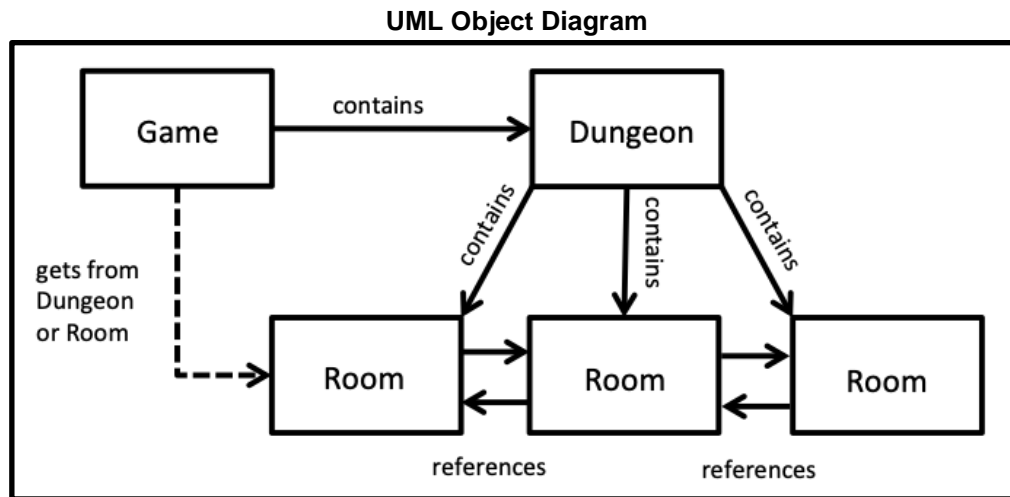 UML Object Diagram
Game
contains
Dungeon
contains
contains
contains
gets from
Dungeon
or Room
Room
Room
Room
references
references